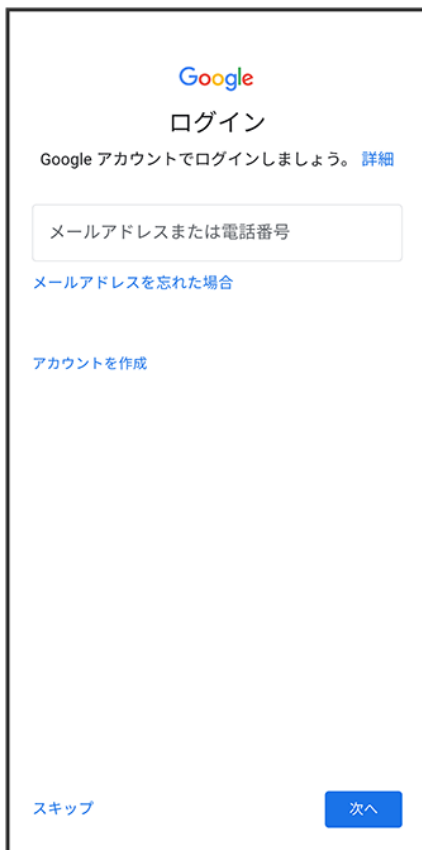 Google
ログイン
Google アカウントでログインしましょう。 詳細
メールアドレスまたは電話番号
メールアドレスを忘れた場合
アカウントを作成
スキップ
次へ